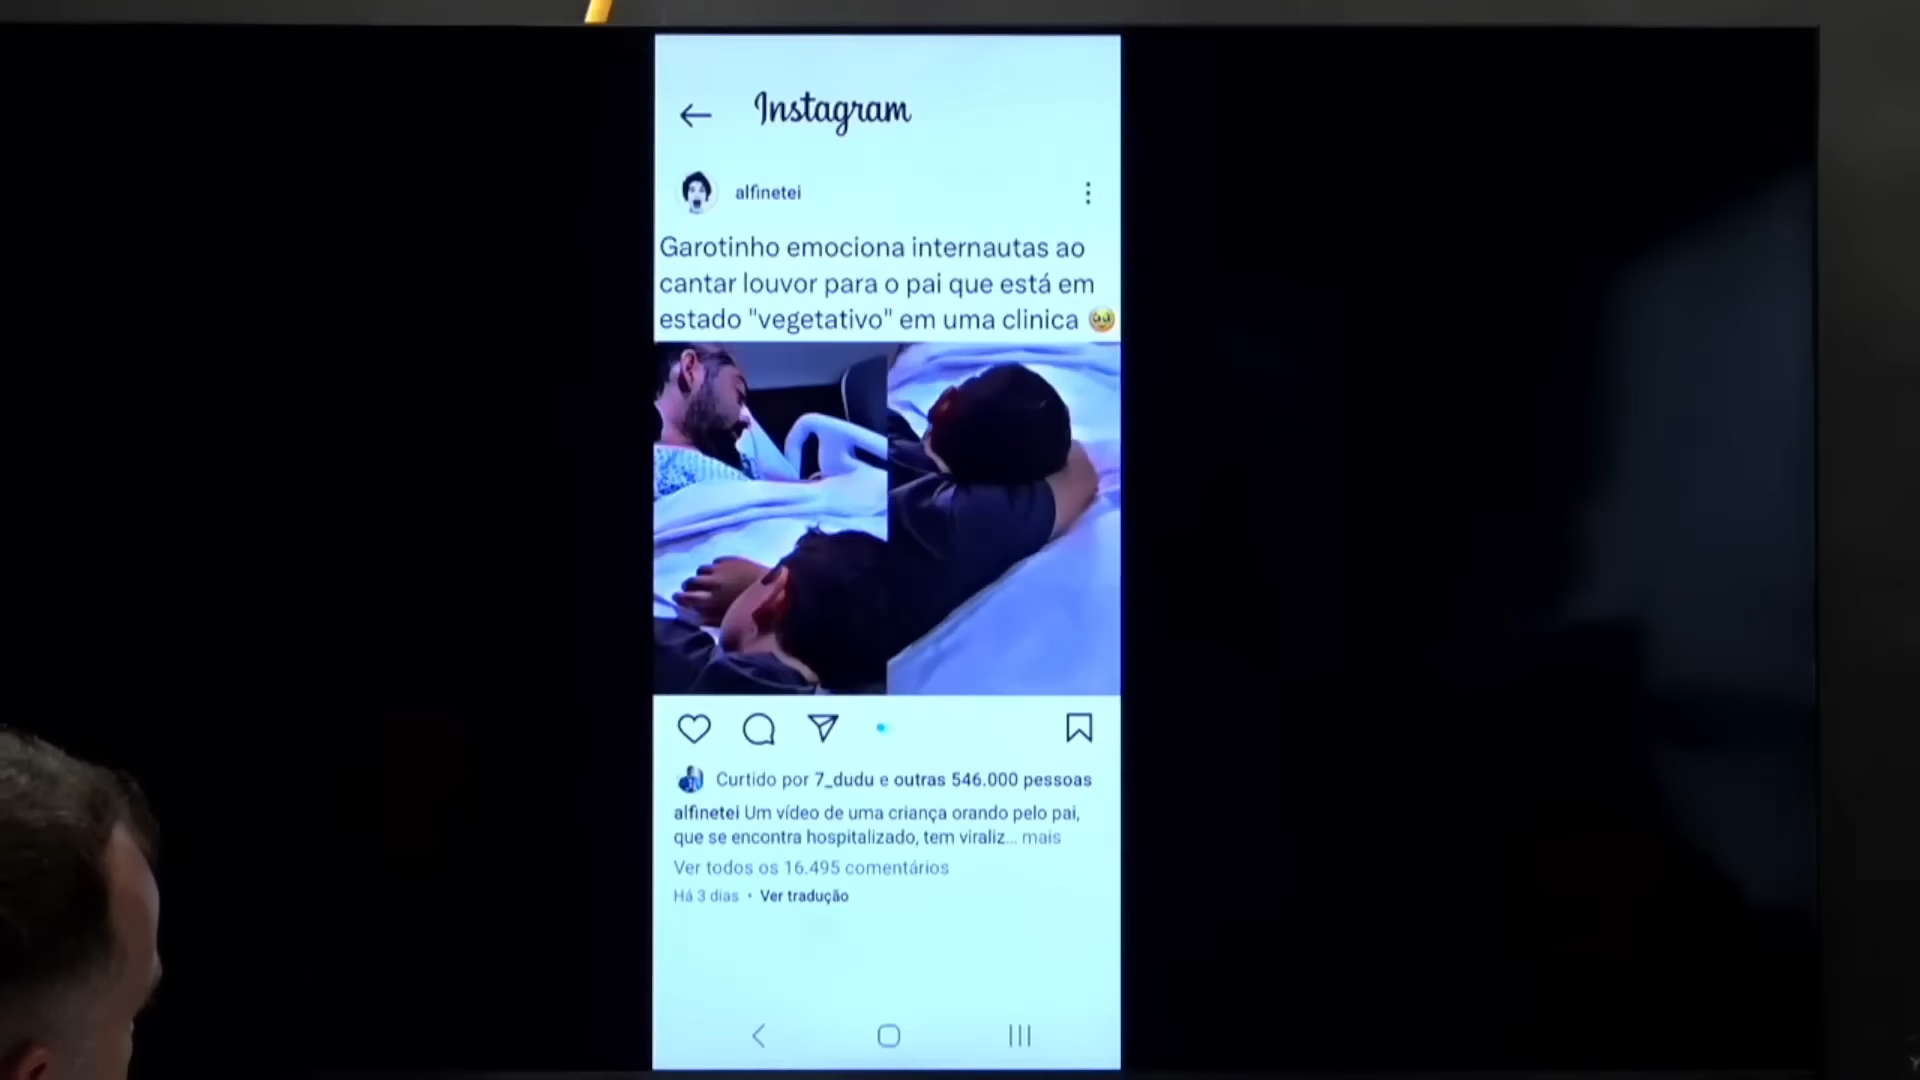 Instagram
alfinetei
Garotinho emociona internautas ao
cantar louvor para o pai que está em
estado "vegetativo" em uma clinica 🥹
Curtido por 7_dudu e outras 546.000 pessoas
alfinetei Um vídeo de uma criança orando pelo pai,
que se encontra hospitalizado, tem viraliz... mais
Ver todos os 16.495 comentários
Há 3 dias • Ver tradução